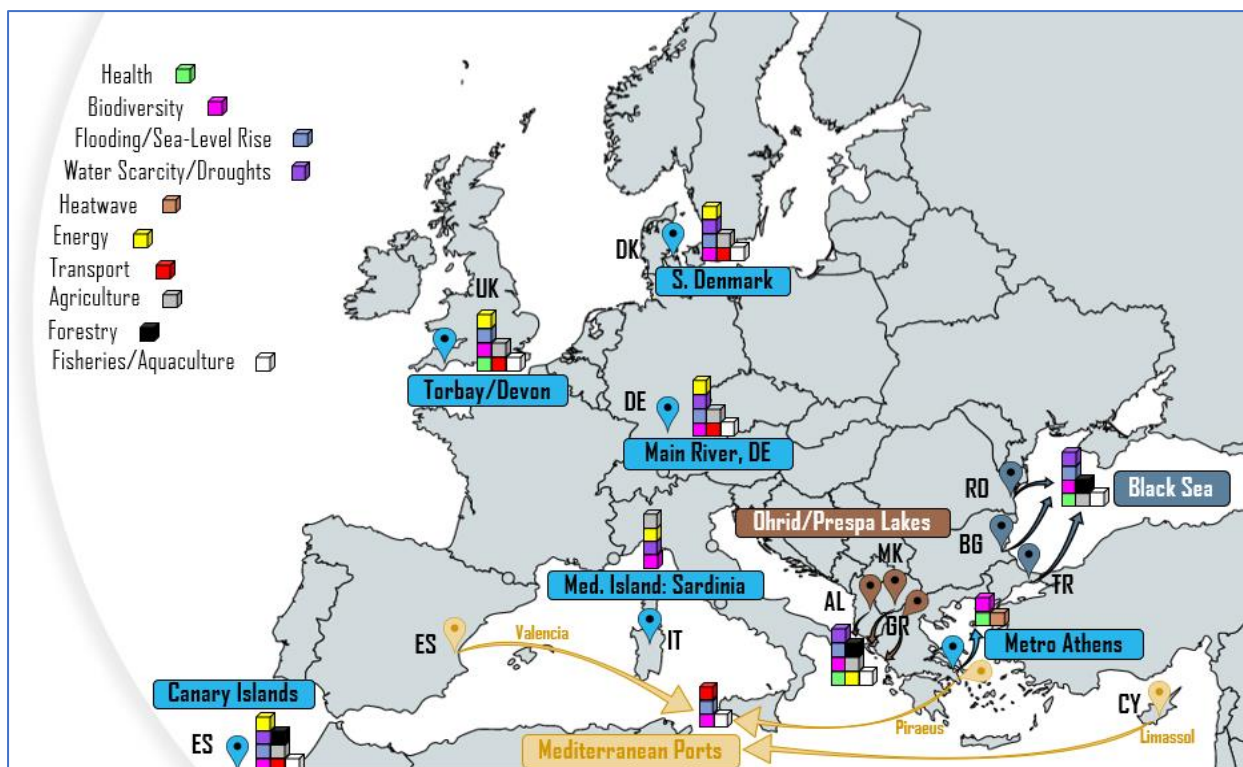 Health
Biodiversity
Flooding/Sea-Level Rise
Water Scarcity/Droughts
Heatwave
Energy
Transport
Agriculture
Forestry
Fisheries/Aquaculture
DK
S. Denmark
UK
Torbay/Devon
DE
Main River, DE
RO
Black Sea
Ohrid/Prespa Lakes
BG
MK
TR
Med. Island: Sardinia
AL
GR
ES
Valencia
IT
Metro Athens
Canary Islands
ES
Piraeus
CY
Limassol
Mediterranean Ports